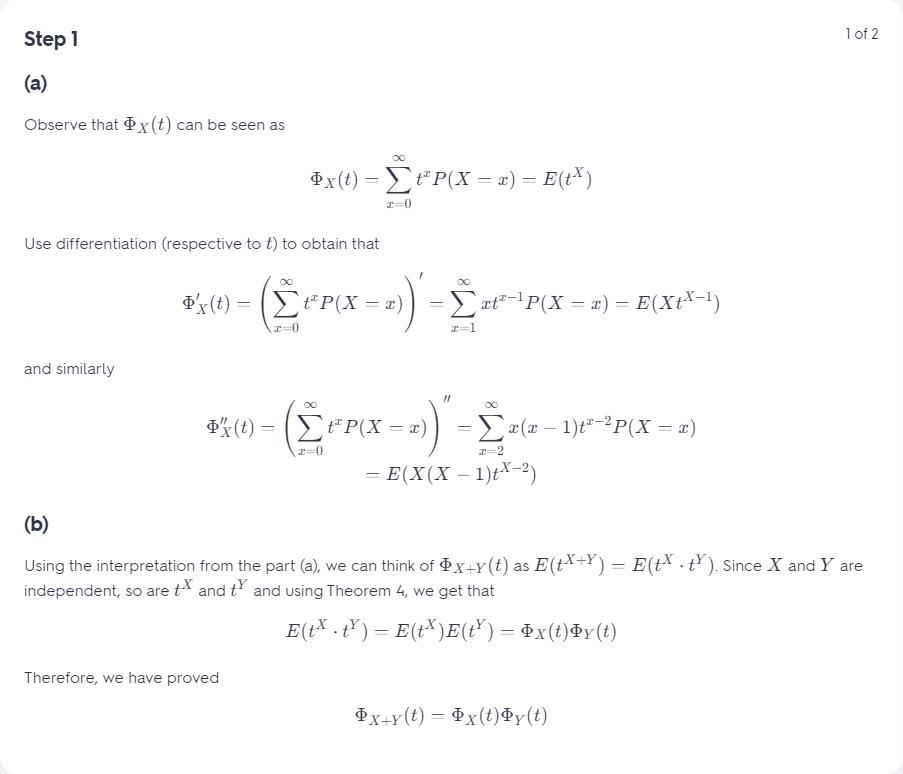 Step 1
1 of 2
(a)
Observe that Φ_X(t) can be seen as
Φ_X(t) = ∑_{x=0}^{∞} t^x P(X = x) = E(t^X)
Use differentiation (respective to t) to obtain that
Φ'_X(t) = (∑_{x=0}^{∞} t^x P(X = x))' = ∑_{x=1}^{∞} xt^{x−1} P(X = x) = E(Xt^{X−1})
and similarly
Φ''_X(t) = (∑_{x=0}^{∞} t^x P(X = x))'' = ∑_{x=2}^{∞} x(x − 1)t^{x−2} P(X = x)
= E(X(X − 1)t^{X−2})
(b)
Using the interpretation from the part (a), we can think of Φ_{X+Y}(t) as E(t^{X+Y}) = E(t^X · t^Y). Since X and Y are
independent, so are t^X and t^Y and using Theorem 4, we get that
E(t^X · t^Y) = E(t^X)E(t^Y) = Φ_X(t)Φ_Y(t)
Therefore, we have proved
Φ_{X+Y}(t) = Φ_X(t)Φ_Y(t)